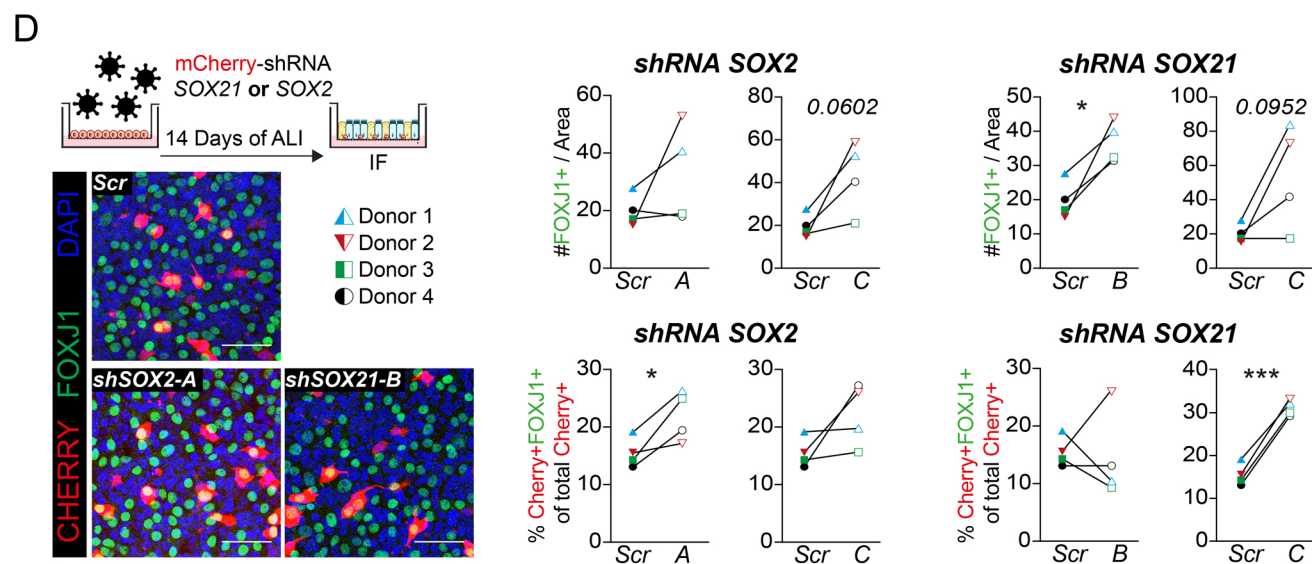 D
mCherry-shRNA
SOX21 or SOX2
14 Days of ALI
IF
CHERRY FOXJ1 DAPI
Scr
shSOX2-A
shSOX21-B
Donor 1
Donor 2
Donor 3
Donor 4
shRNA SOX2
#FOXJ1+ / Area
60
40
20
0
Scr A
80
60
40
20
0
0.0602
Scr C
shRNA SOX21
#FOXJ1+ / Area
50
40
30
20
10
0
*
Scr B
100
80
60
40
20
0
0.0952
Scr C
shRNA SOX2
% Cherry+FOXJ1+
of total Cherry+
30
20
10
0
*
Scr A
30
20
10
0
Scr C
shRNA SOX21
% Cherry+FOXJ1+
of total Cherry+
30
20
10
0
Scr B
40
30
20
10
0
***
Scr C